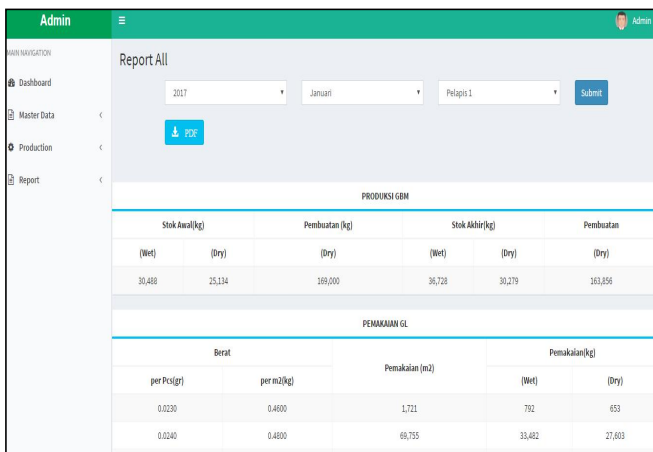 Admin
Admin
MAIN NAVIGATION
Dashboard
Master Data
Production
Report
Report All
2017 Januari Pelapis 1 Submit
PDF
PRODUKSI GBM
Stok Awal(kg) Pembuatan (kg) Stok Akhir(kg) Pembuatan
(Wet) (Dry) (Dry) (Wet) (Dry) (Dry)
30,488 25,134 169,000 36,728 30,279 163,856
PEMAKAIAN GL
Berat Pemakaian (m2) Pemakaian(kg)
per Pcs(gr) per m2(kg) (Wet) (Dry)
0.0230 0.4600 1,721 792 653
0.0240 0.4800 69,755 33,482 27,603